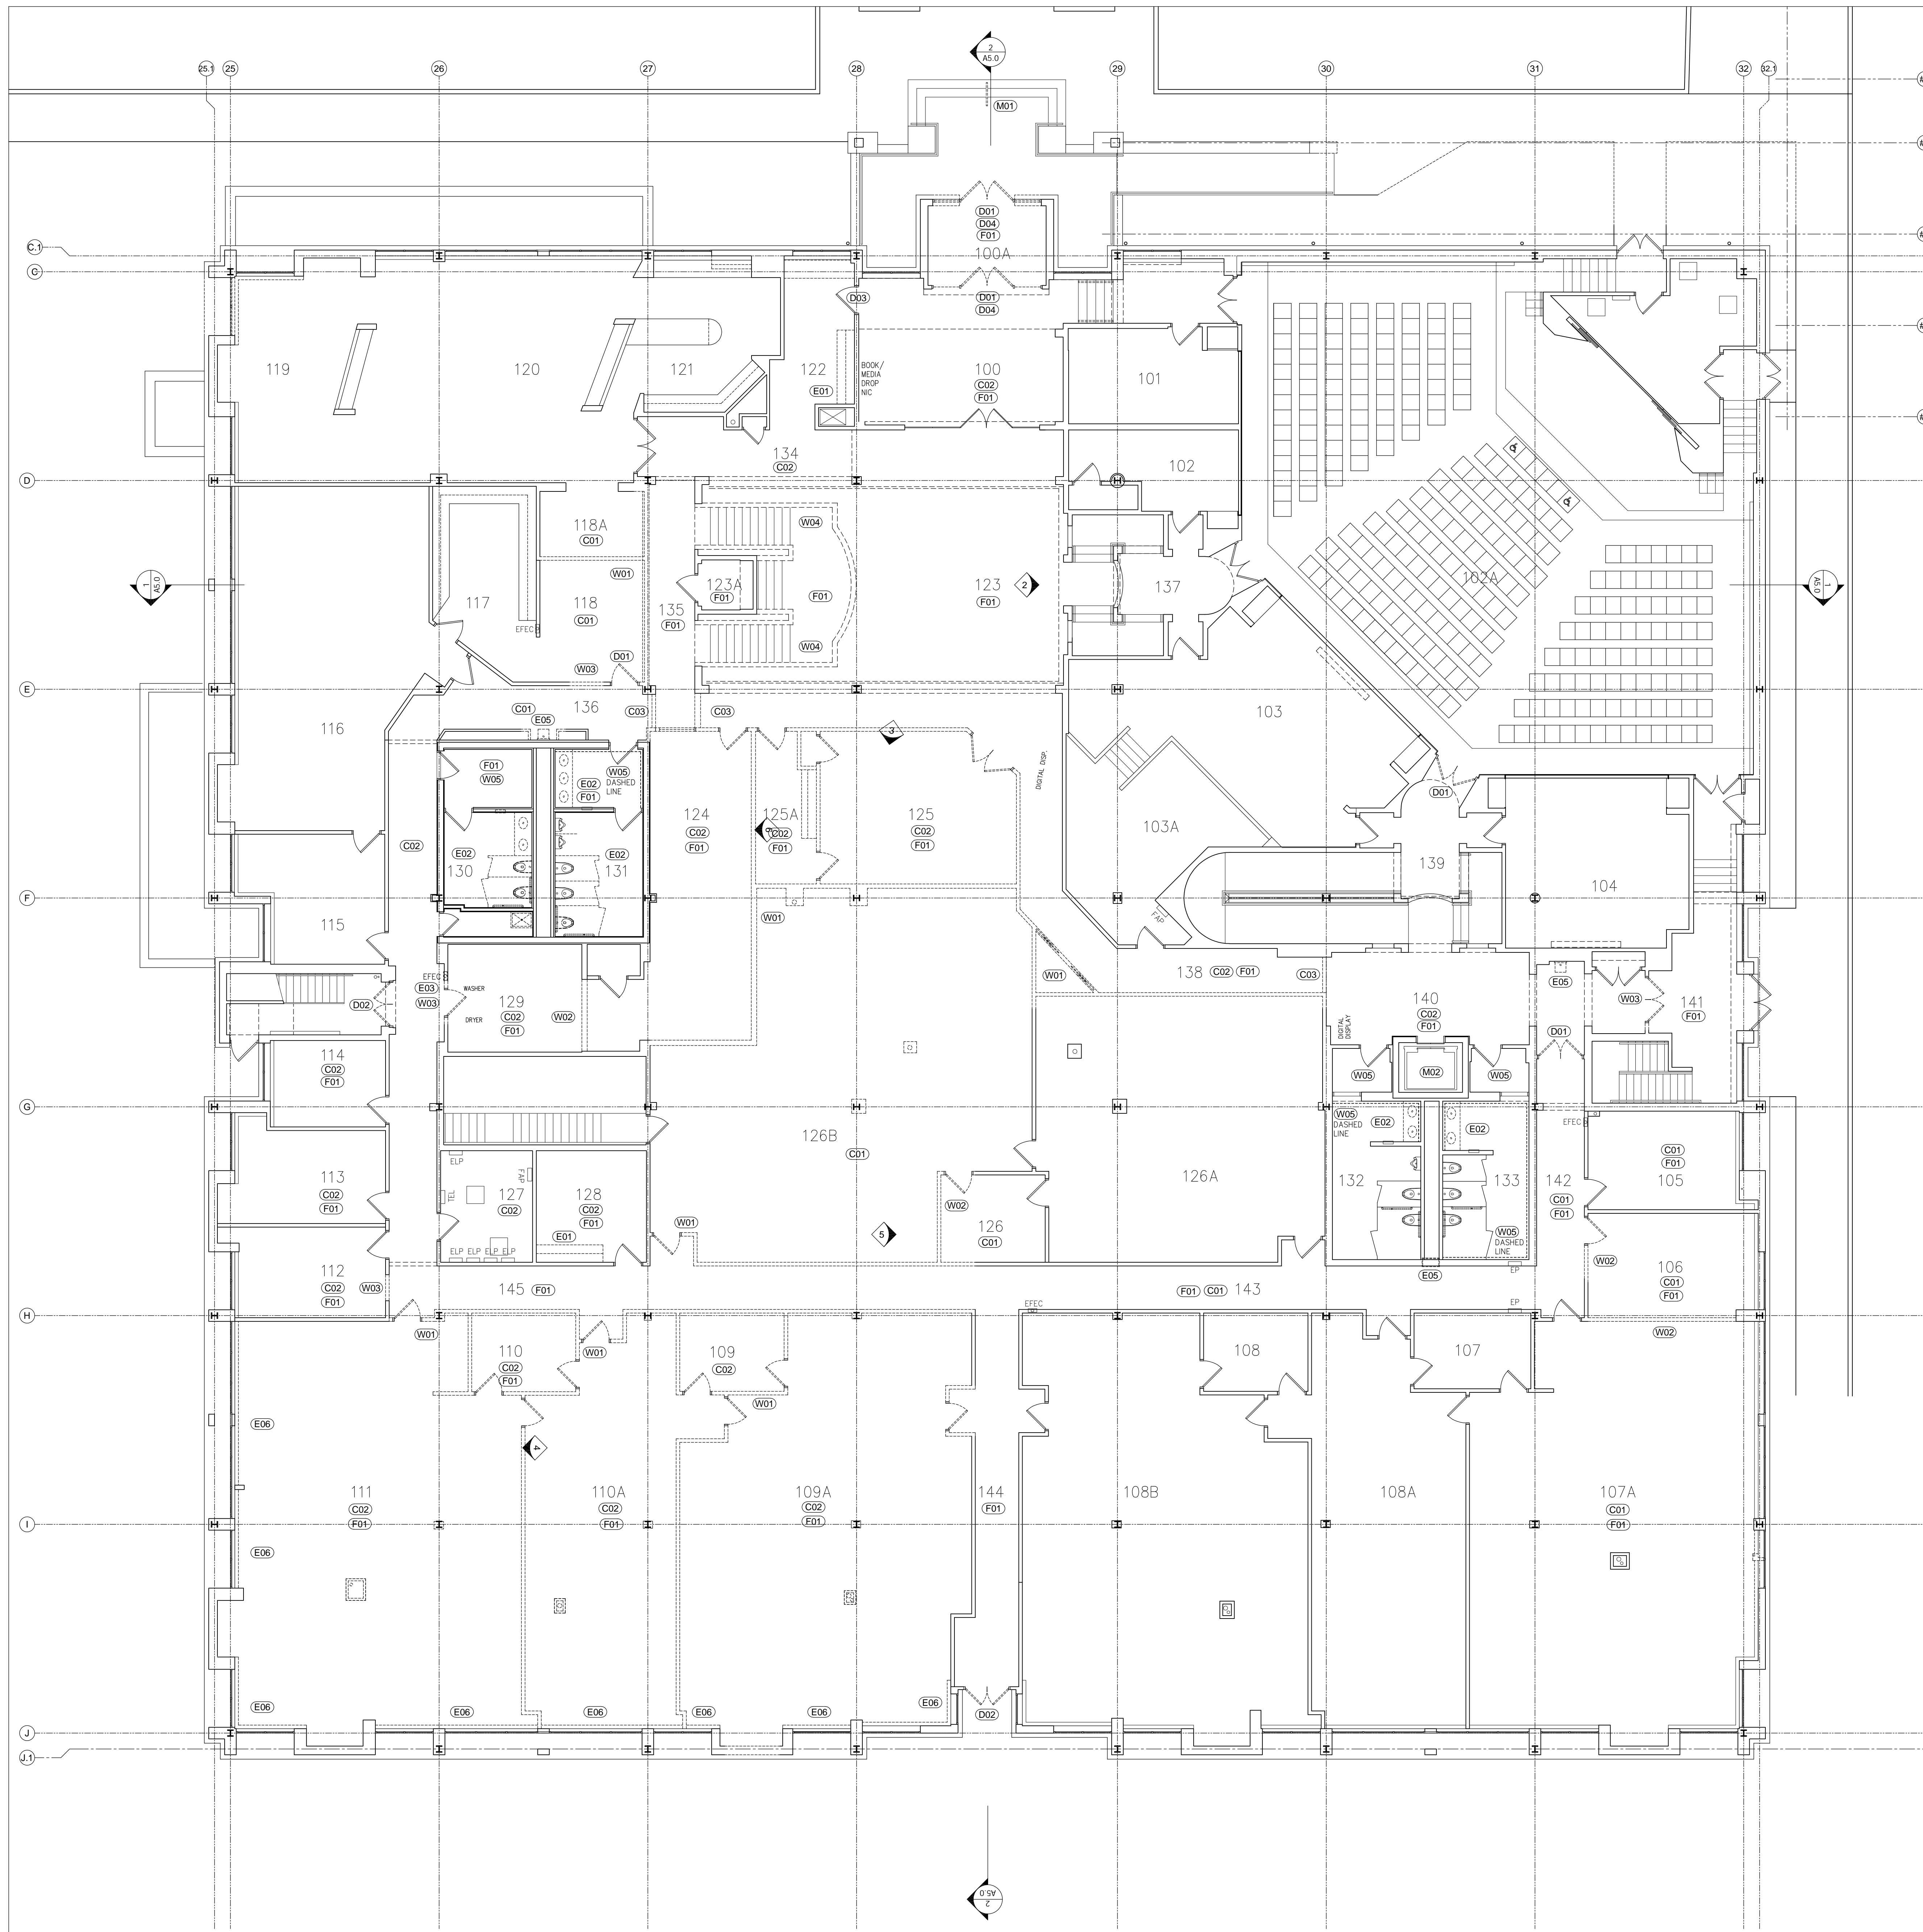 2
A5.0
25.1 25 26 27 28 29 30 31 32 32.1
M01
D01
D04
F01
100A
C.1
C
D03
D01
D04
119
120
121
122
E01
BOOK/
MEDIA
DROP
NIC
100
C02
F01
101
134
C02
102
D
118A
C01
W04
W01
1
A5.0
117
118
C01
EFEC
135
F01
123A
F01
F01
123
F01
2
137
102A
1
A5.0
W04
D01
W03
E
C01
136
E05
C03
C03
116
103
3
F01
W05
E02
F01
W05
DASHED
LINE
DIGITAL DISP.
D01
124
C02
F01
125A
C02
F01
6
125
C02
F01
103A
C02
E02
130
E02
131
139
104
F
W01
115
FAP
EFEC
E03
W03
WASHER
DRYER
129
C02
F01
W02
D02
W01
138
C02
F01
C03
140
C02
F01
E05
W03
141
F01
DIGITAL
DISPLAY
D01
114
C02
F01
W05
M02
W05
G
126B
C01
W05
DASHED
LINE
E02
E02
EFEC
C01
F01
105
ELP
FAP
TEL
127
C02
128
C02
F01
E01
ELP ELP ELP ELP
113
C02
F01
126A
132
133
142
C01
F01
W01
5
W02
126
C01
W05
DASHED
LINE
W02
106
C01
F01
112
C02
F01
W03
145
F01
F01
C01
143
E05
EP
EP
EFEC
H
W01
W01
W02
110
C02
F01
109
C02
108
107
W01
E06
4
111
C02
F01
110A
C02
F01
109A
C02
F01
144
F01
108B
108A
107A
C01
F01
I
E06
E06
E06
E06
E06
E06
E06
D02
J
J.1
2
A5.0